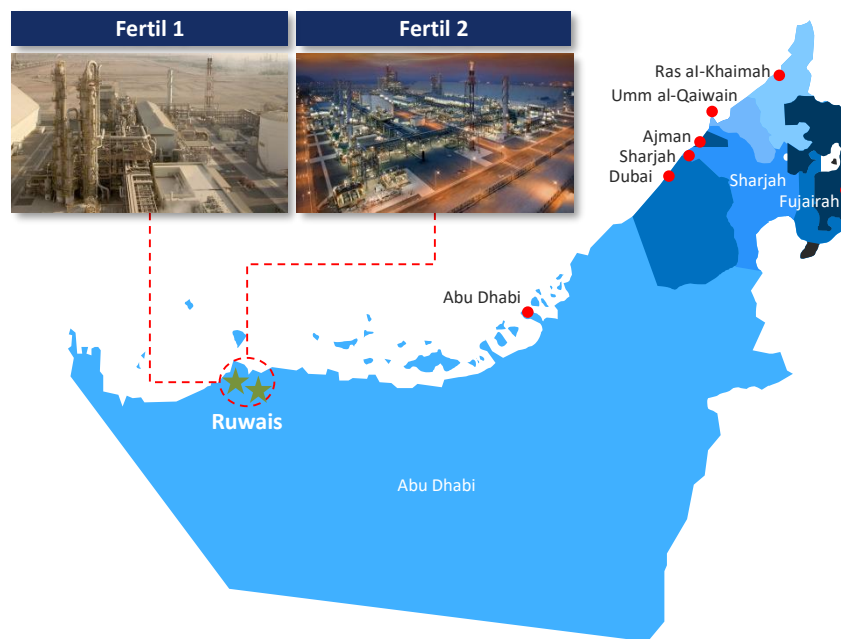 Fertil 1
Fertil 2
Ras al-Khaimah
Umm al-Qaiwain
Ajman
Sharjah
Dubai
Sharjah
Fujairah
Abu Dhabi
Ruwais
Abu Dhabi